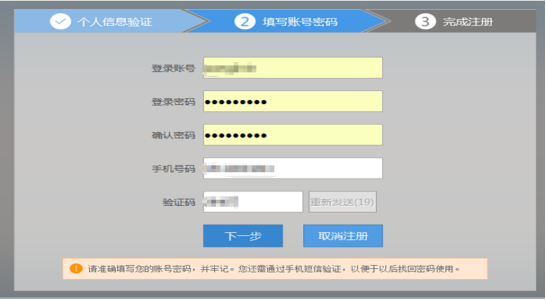 个人信息验证 2 填写账号密码 3 完成注册
登录账号
登录密码 ●●●●●●●●●
确认密码 ●●●●●●●●●
手机号码
验证码 重新发送(19)
下一步 取消注册
请准确填写您的账号密码，并牢记。您还需通过手机短信验证，以便于以后找回密码使用。